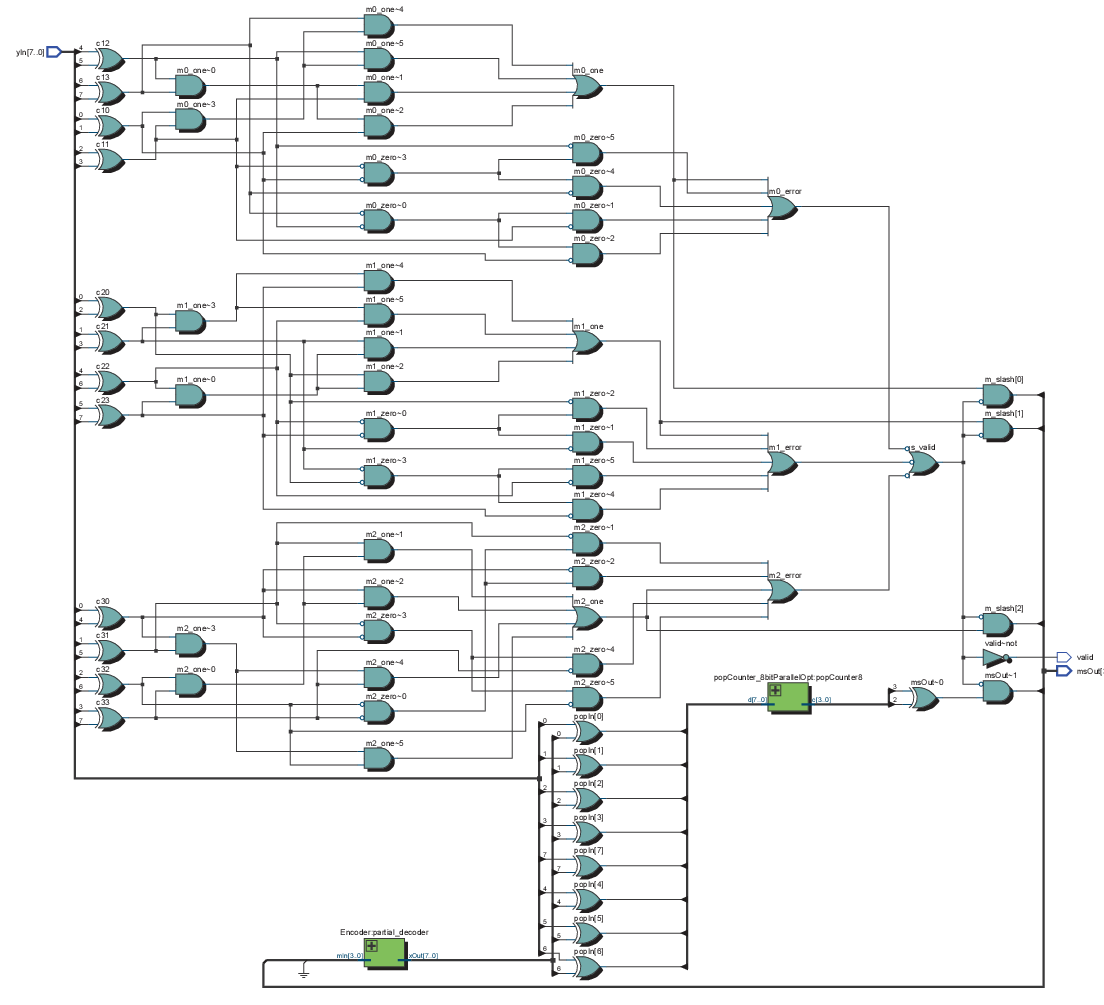 m0_one~4
yIn[7..0]
c12
4
5
m0_one~5
c13
6
7
m0_one~0
m0_one~1
m0_one
c10
0
1
m0_one~3
m0_one~2
c11
2
3
m0_zero~5
m0_zero~3
m0_zero~4
m0_error
m0_zero~0
m0_zero~1
m0_zero~2
m1_one~4
c20
0
2
m1_one~3
m1_one~5
c21
1
3
m1_one~1
m1_one
c22
4
6
m1_one~0
m1_one~2
m_slash[0]
c23
5
7
m1_zero~2
m_slash[1]
m1_zero~0
m1_zero~1
m1_error
s_valid
m1_zero~3
m1_zero~5
m1_zero~4
m2_one~1
m2_zero~1
m2_zero~2
m2_error
m2_one~2
c30
0
4
m2_one
m_slash[2]
m2_zero~3
c31
1
5
m2_one~3
valid~not
valid
m2_one~4
m2_zero~4
c32
2
6
m2_one~0
popCounter_8bitParallelOpt:popCounter8
msOut~1
msOut[3
m2_zero~0
m2_zero~5
d[7..0]
c[3..0]
3
2
msOut~0
c33
3
7
popIn[0]
0
0
m2_one~5
popIn[1]
1
1
popIn[2]
2
2
popIn[3]
3
3
popIn[7]
7
7
popIn[4]
4
4
popIn[5]
5
5
Encoder:partial_decoder
mIn[3..0]
xOut[7..0]
popIn[6]
6
6